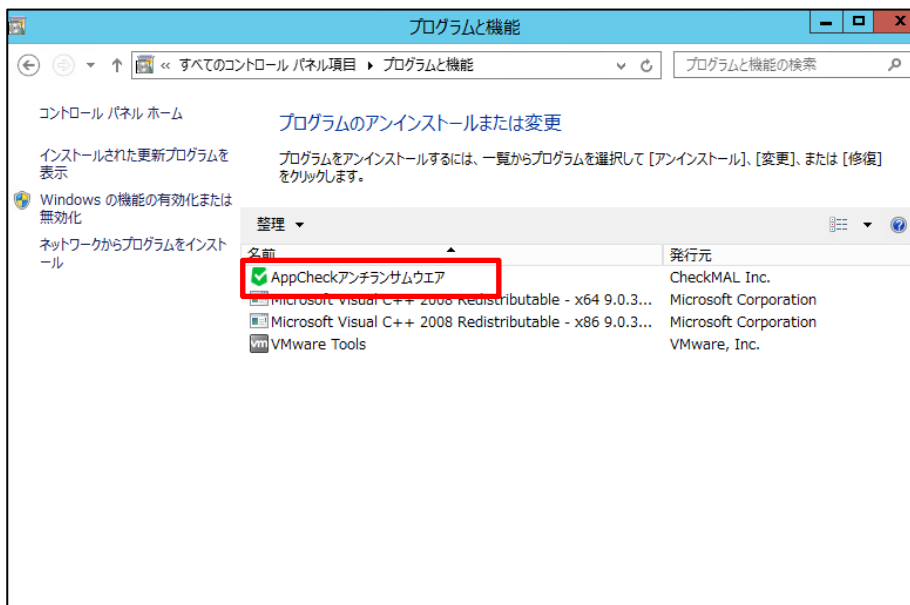 プログラムと機能
« すべてのコントロール パネル項目 ▸ プログラムと機能
プログラムと機能の検索
コントロール パネル ホーム
インストールされた更新プログラムを
表示
Windows の機能の有効化または
無効化
ネットワークからプログラムをインスト
ール
プログラムのアンインストールまたは変更
プログラムをアンインストールするには、一覧からプログラムを選択して [アンインストール]、[変更]、または [修復]
をクリックします。
整理
名前 発行元
AppCheckアンチランサムウエア CheckMAL Inc.
Microsoft Visual C++ 2008 Redistributable - x64 9.0.3... Microsoft Corporation
Microsoft Visual C++ 2008 Redistributable - x86 9.0.3... Microsoft Corporation
vm VMware Tools VMware, Inc.